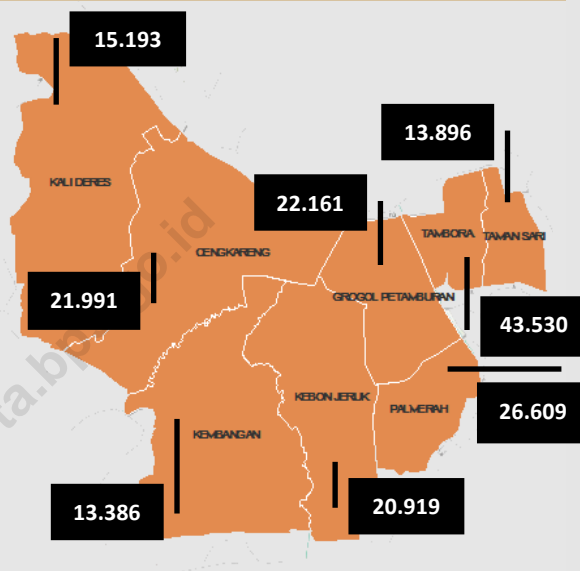 15.193
13.896
KALI DERES
22.161
TAMBORA
TAMAN SARI
CENGKARENG
21.991
GROGOL PETAMBURAN
43.530
KEBON JERUK
PALMERAH
26.609
KEMBANGAN
13.386
20.919